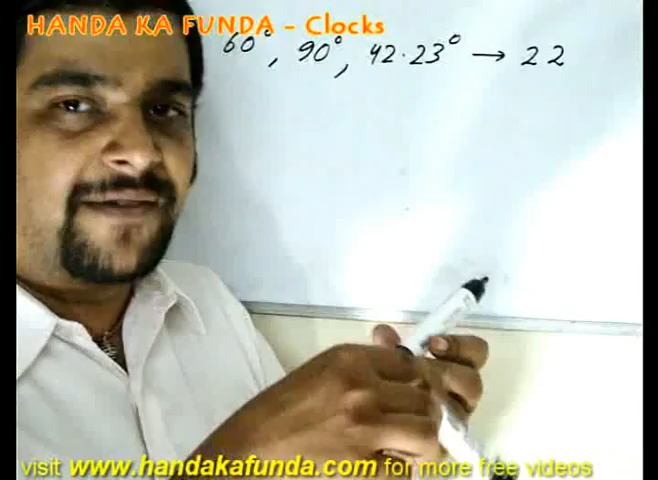 HANDA KA FUNDA - Clocks
60°, 90°, 42.23° → 22
visit www.handakafunda.com for more free videos